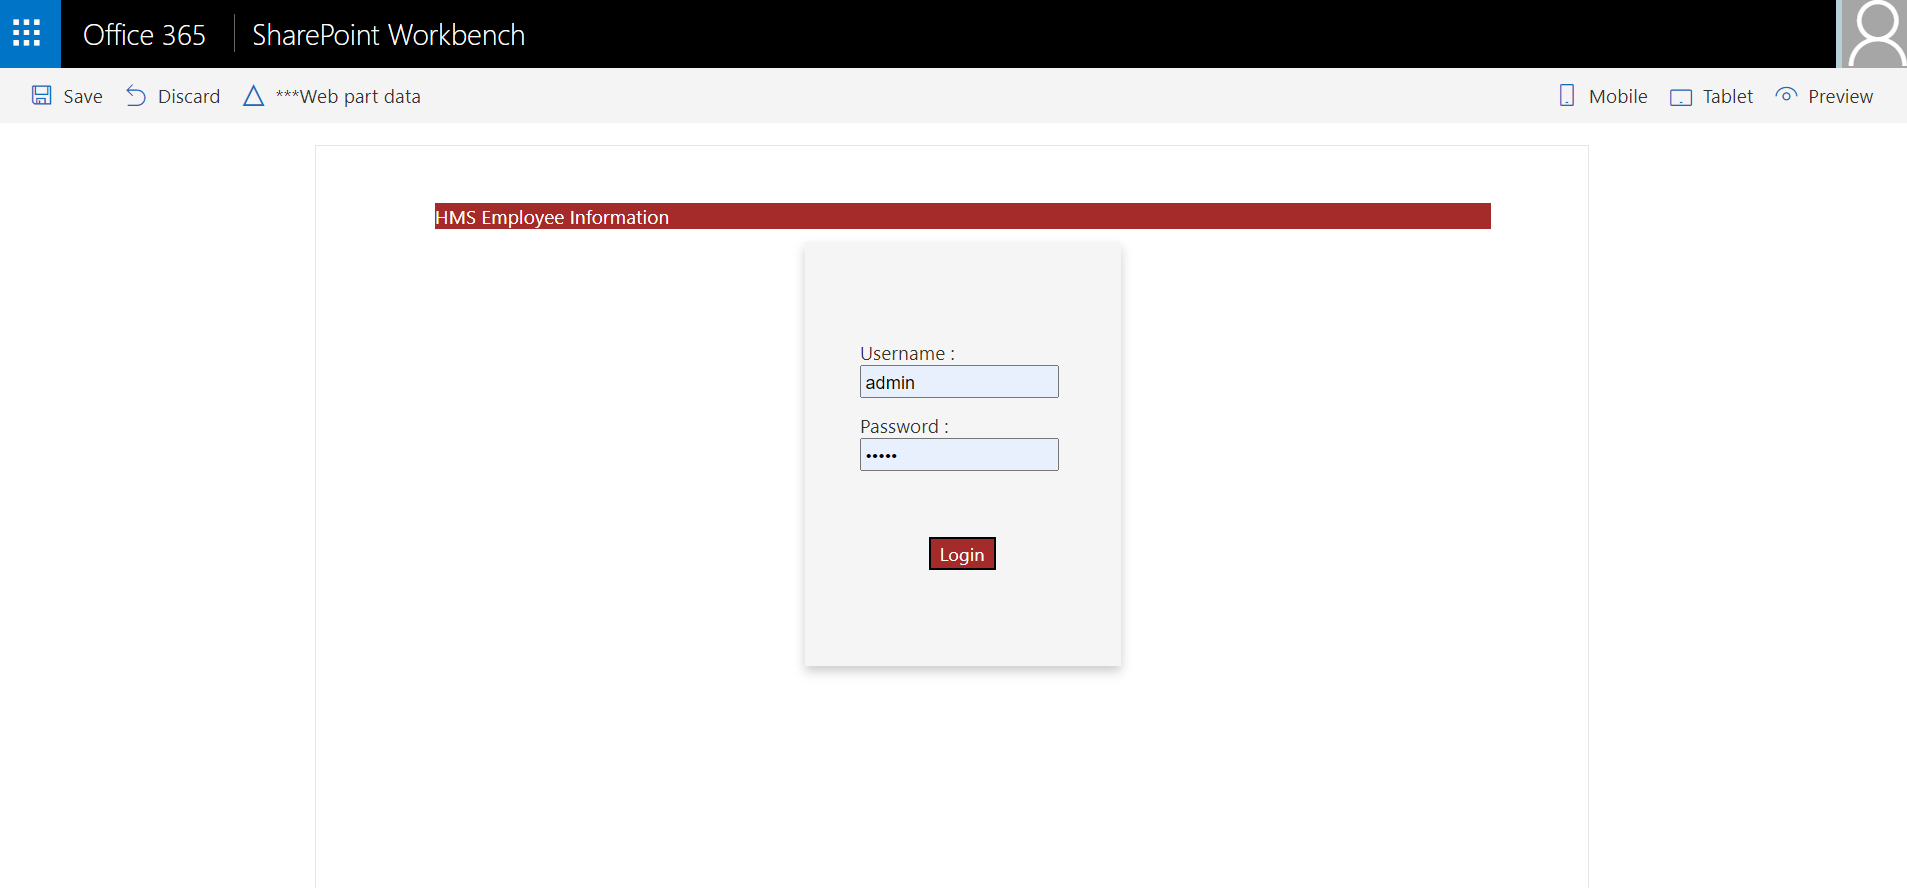 Office 365 SharePoint Workbench
Save Discard ***Web part data Mobile Tablet Preview
HMS Employee Information
Username :
admin
Password :
•••••
Login